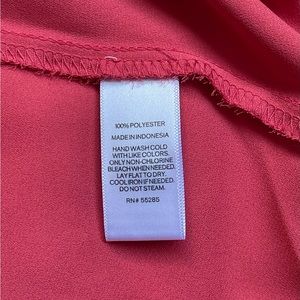 100% POLYESTER
MADE IN INDONESIA
HAND WASH COLD
WITH LIKE COLORS.
ONLY NON-CHLORINE
BLEACH WHEN NEEDED.
LAY FLAT TO DRY.
COOL IRON IF NEEDED.
DO NOT STEAM.
RN# 55285